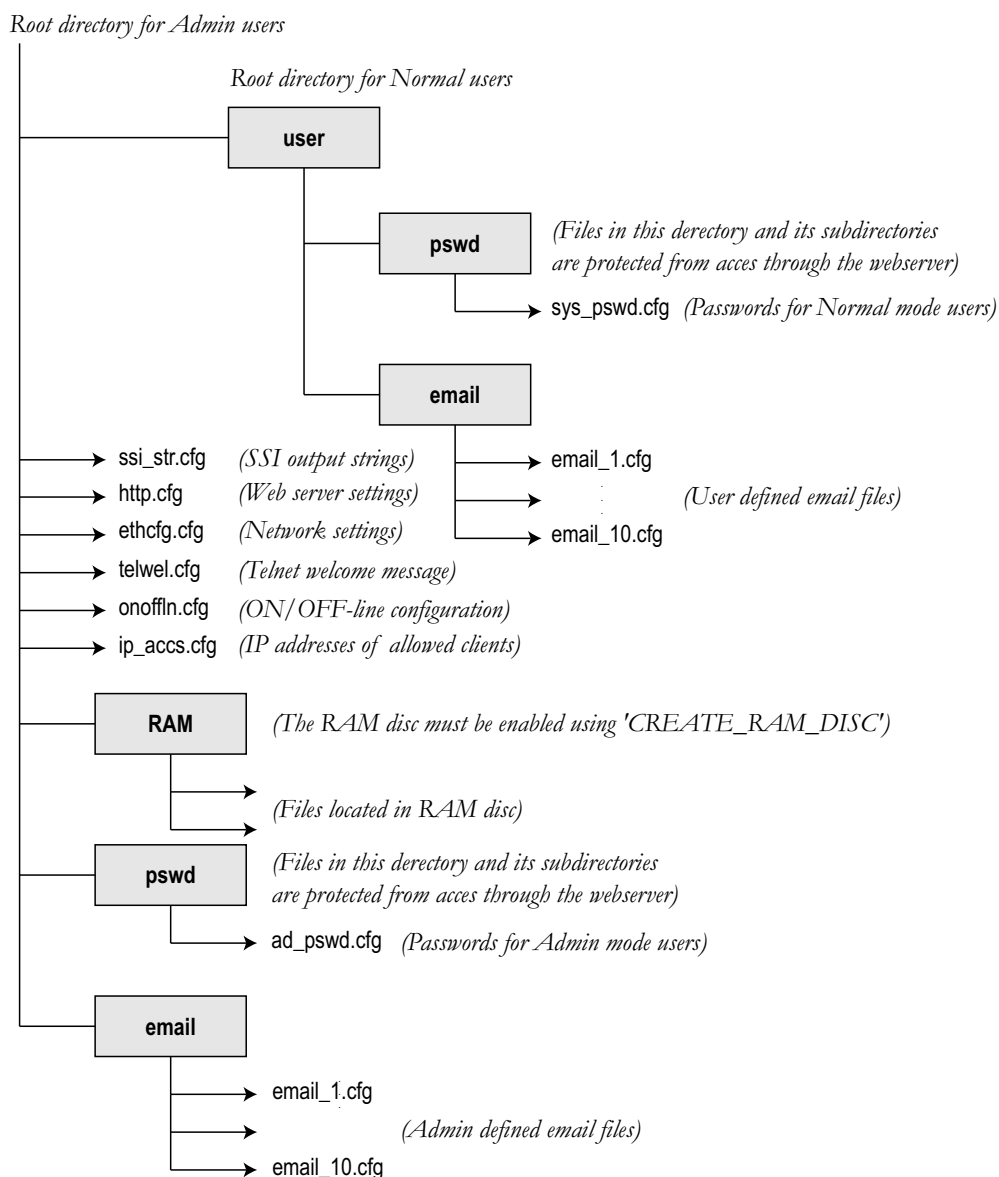 Root directory for Admin users
Root directory for Normal users
user
pswd
(Files in this derectory and its subdirectories
are protected from acces through the webserver)
sys_pswd.cfg (Passwords for Normal mode users)
email
email_1.cfg
(User defined email files)
email_10.cfg
ssi_str.cfg (SSI output strings)
http.cfg (Web server settings)
ethcfg.cfg (Network settings)
telwel.cfg (Telnet welcome message)
onoffln.cfg (ON/OFF-line configuration)
ip_accs.cfg (IP addresses of allowed clients)
RAM (The RAM disc must be enabled using 'CREATE_RAM_DISC')
(Files located in RAM disc)
pswd
(Files in this derectory and its subdirectories
are protected from acces through the webserver)
ad_pswd.cfg (Passwords for Admin mode users)
email
email_1.cfg
(Admin defined email files)
email_10.cfg